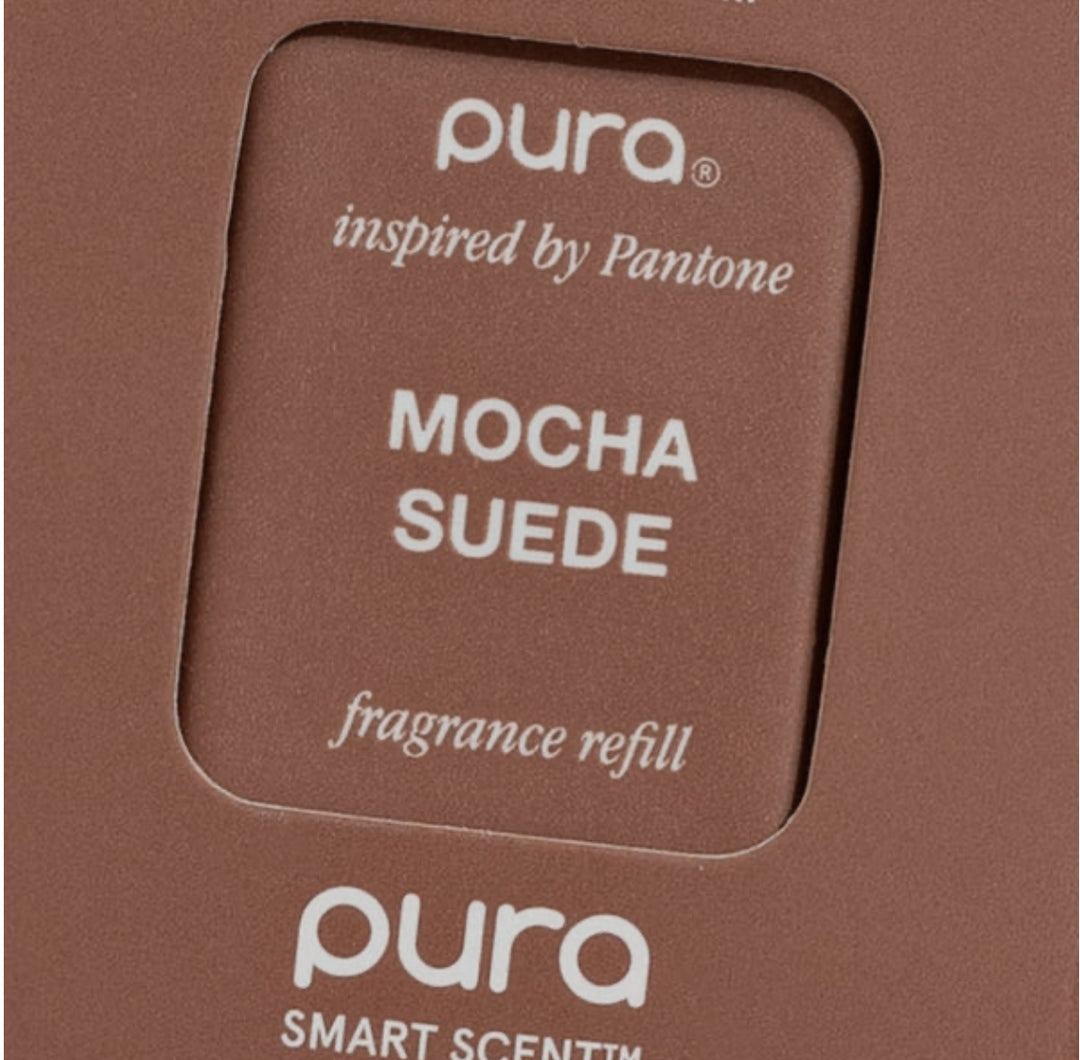 pura®
inspired by Pantone
MOCHA
SUEDE
fragrance refill
pura
SMART SCENT™